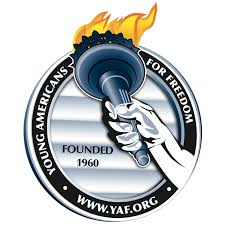 YOUNG AMERICANS
FOR FREEDOM
FOUNDED
1960
• WWW.YAF.ORG •